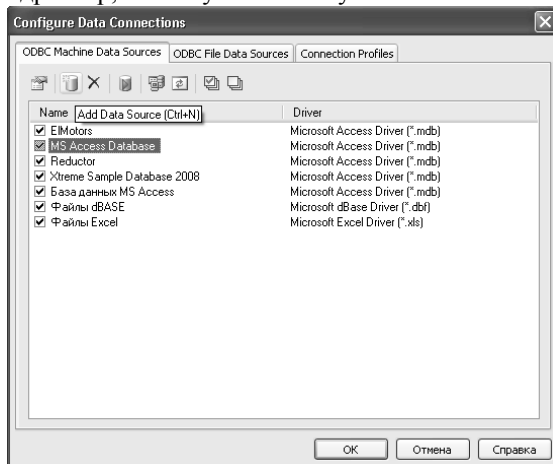 Configure Data Connections
ODBC Machine Data Sources ODBC File Data Sources Connection Profiles
Name Add Data Source (Ctrl+N) Driver
ElMotors Microsoft Access Driver (*.mdb)
MS Access Database Microsoft Access Driver (*.mdb)
Reductor Microsoft Access Driver (*.mdb)
Xtreme Sample Database 2008 Microsoft Access Driver (*.mdb)
База данных MS Access Microsoft Access Driver (*.mdb)
Файлы dBASE Microsoft dBase Driver (*.dbf)
Файлы Excel Microsoft Excel Driver (*.xls)
OK Отмена Справка